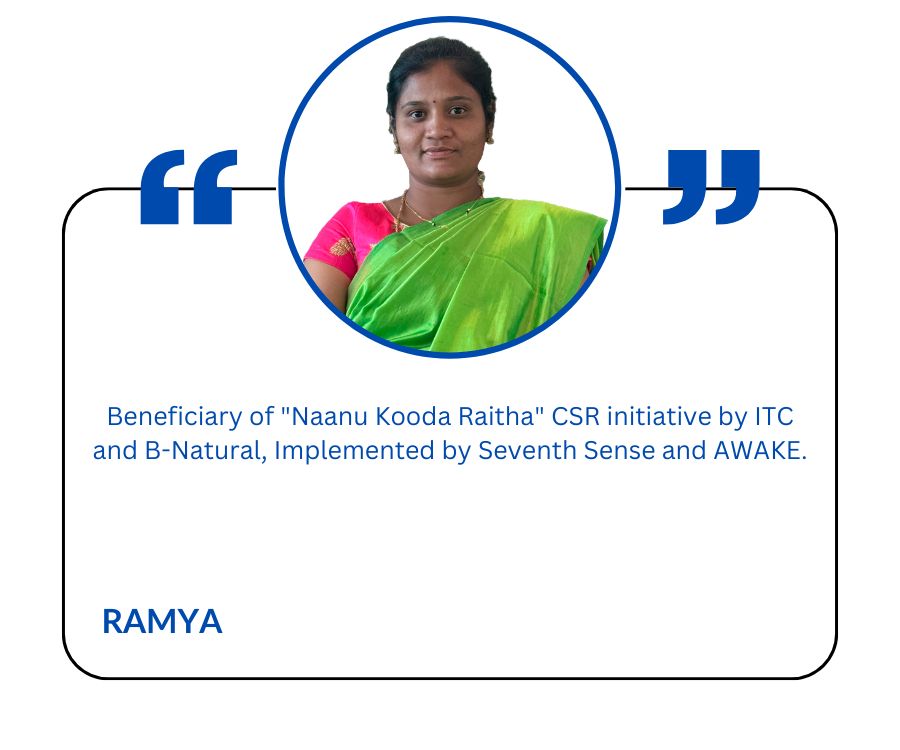 Beneficiary of "Naanu Kooda Raitha" CSR initiative by ITC
and B-Natural, Implemented by Seventh Sense and AWAKE.
RAMYA